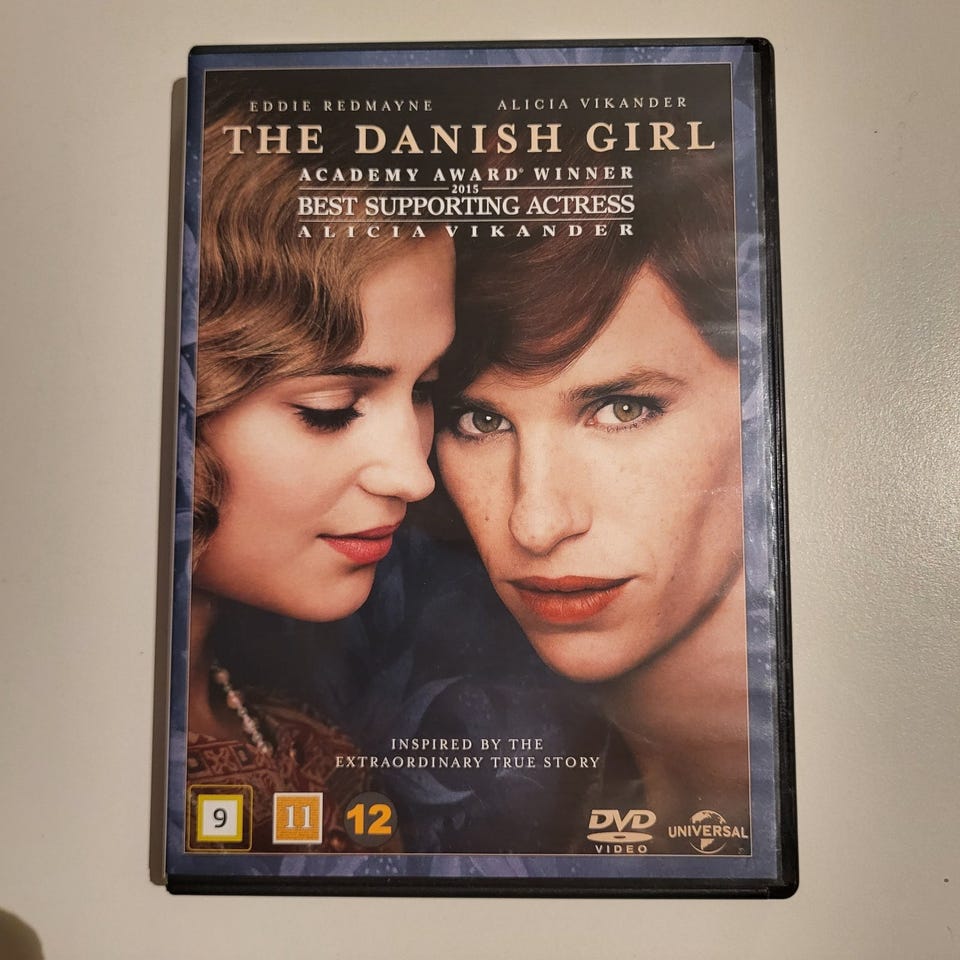 EDDIE REDMAYNE ALICIA VIKANDER
THE DANISH GIRL
ACADEMY AWARD® WINNER
2015
BEST SUPPORTING ACTRESS
ALICIA VIKANDER
INSPIRED BY THE
EXTRAORDINARY TRUE STORY
9 11 12 DVD UNIVERSAL
VIDEO